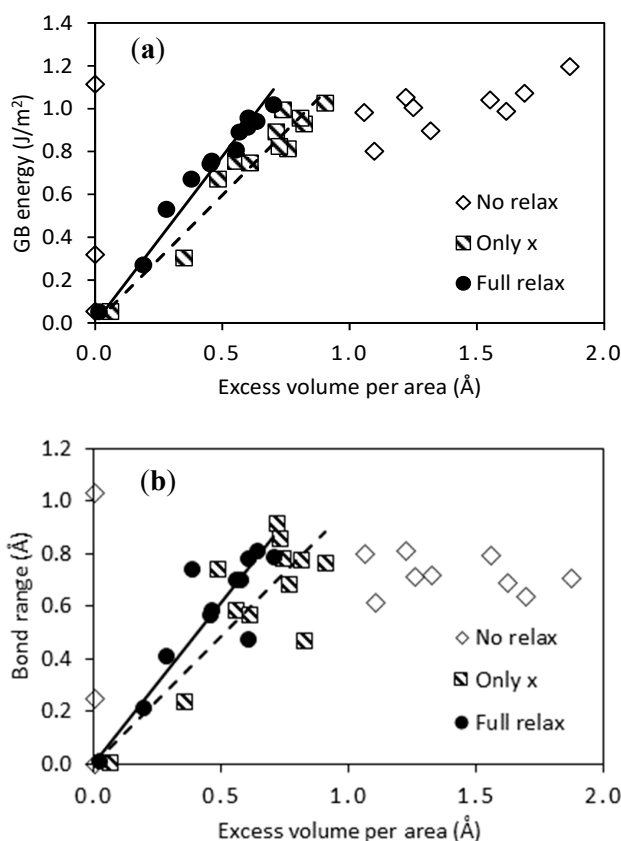 (a)
GB energy (J/m²)
1.4
1.2
1.0
0.8
0.6
0.4
0.2
0.0
No relax
Only x
Full relax
0.0 0.5 1.0 1.5 2.0
Excess volume per area (Å)
(b)
Bond range (Å)
1.2
1.0
0.8
0.6
0.4
0.2
0.0
No relax
Only x
Full relax
0.0 0.5 1.0 1.5 2.0
Excess volume per area (Å)